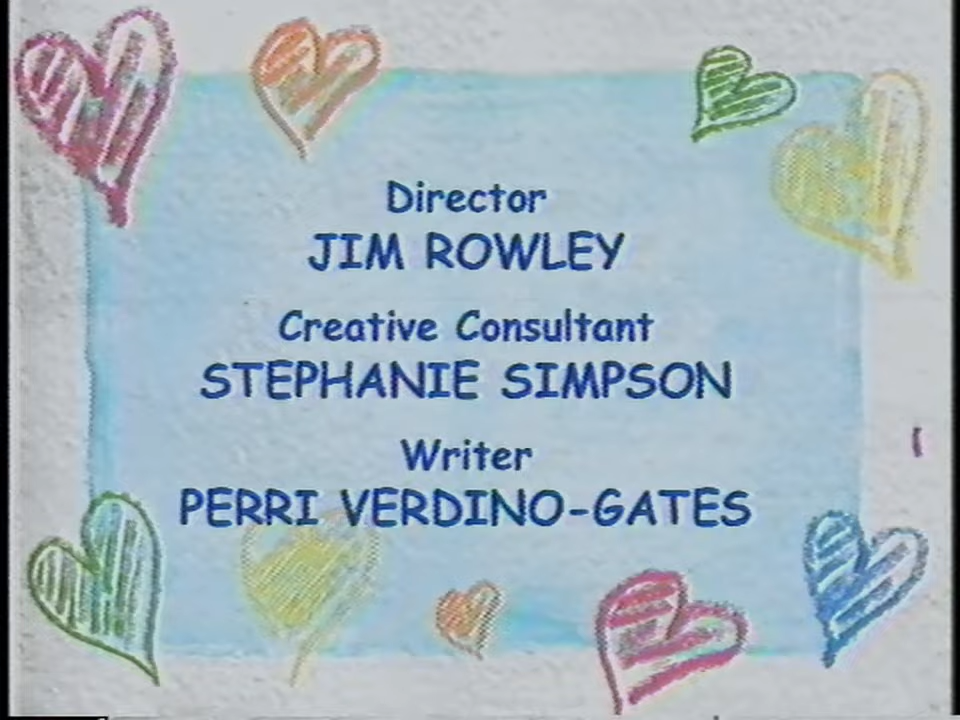 Director
JIM ROWLEY
Creative Consultant
STEPHANIE SIMPSON
Writer
PERRI VERDINO-GATES